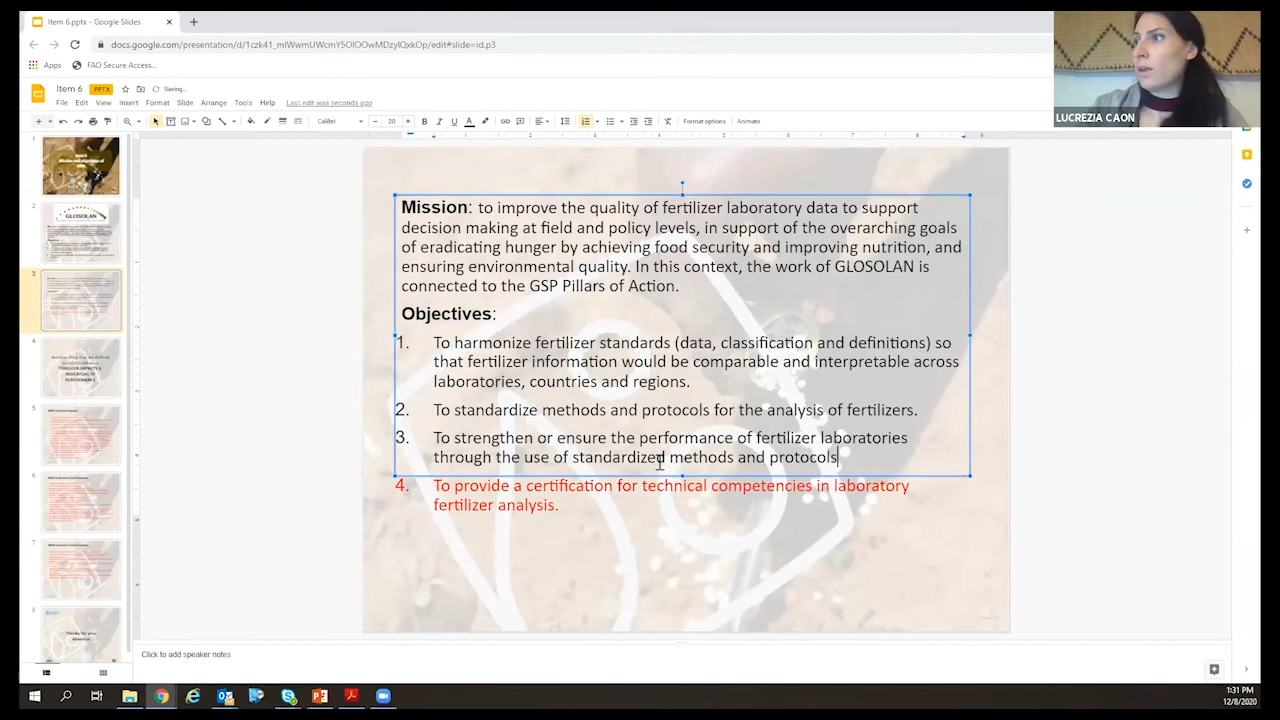 Item 6.pptx - Google Slides
docs.google.com/presentation/d/1czk41_mlWwmUWcmY5OlOOwMDzylQxkOp/edit#slide=id.p3
Apps FAO Secure Access...
LUCREZIA CAON
Item 6 .PPTX Saving...
File Edit View Insert Format Slide Arrange Tools Help Last edit was seconds ago
Calibri 20 Format options Animate
1
2
GLOSOLAN
3
4
5
6
7
8
Thanks for your
attention
Mission: To improve the quality of fertilizer laboratory data to support
decision making at field and policy levels, in support of the overarching goals
of eradicating hunger by achieving food security and improving nutrition and
ensuring environmental quality. In this context, the work of GLOSOLAN is
connected to the GSP Pillars of Action.
Objectives:
1. To harmonize fertilizer standards (data, classification and definitions) so
that fertilizer information would be comparable and interpretable across
laboratories, countries and regions.
2. To standardize methods and protocols for the analysis of fertilizers.
3. To strengthen or ensure the performance of fertilizer laboratories
through the use of standardized methods and protocols
4. To provide a certification for technical competencies in laboratory
fertilizer analysis.
Click to add speaker notes
1:31 PM
12/8/2020